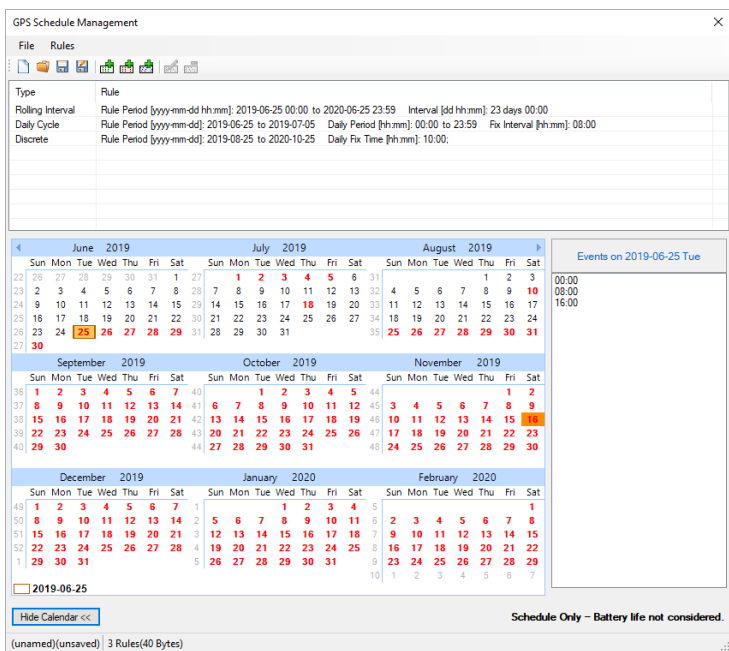 GPS Schedule Management
File Rules
Type Rule
Rolling Interval Rule Period [yyyy-mm-dd hh:mm]: 2019-06-25 00:00 to 2020-06-25 23:59 Interval [dd hh:mm]: 23 days 00:00
Daily Cycle Rule Period [yyyy-mm-dd]: 2019-06-25 to 2019-07-05 Daily Period [hh:mm]: 00:00 to 23:59 Fix Interval [hh:mm]: 08:00
Discrete Rule Period [yyyy-mm-dd]: 2019-08-25 to 2020-10-25 Daily Fix Time [hh:mm]: 10:00;
June 2019 July 2019 August 2019
Sun Mon Tue Wed Thu Fri Sat Sun Mon Tue Wed Thu Fri Sat Sun Mon Tue Wed Thu Fri Sat
22 26 27 28 29 30 31 1 27 1 2 3 4 5 6 31 1 2 3
23 2 3 4 5 6 7 8 28 7 8 9 10 11 12 13 32 4 5 6 7 8 9 10
24 9 10 11 12 13 14 15 29 14 15 16 17 18 19 20 33 11 12 13 14 15 16 17
25 16 17 18 19 20 21 22 30 21 22 23 24 25 26 27 34 18 19 20 21 22 23 24
26 23 24 25 26 27 28 29 31 28 29 30 31 35 25 26 27 28 29 30 31
27 30
September 2019 October 2019 November 2019
Sun Mon Tue Wed Thu Fri Sat Sun Mon Tue Wed Thu Fri Sat Sun Mon Tue Wed Thu Fri Sat
36 1 2 3 4 5 6 7 40 1 2 3 4 5 44 1 2
37 8 9 10 11 12 13 14 41 6 7 8 9 10 11 12 45 3 4 5 6 7 8 9
38 15 16 17 18 19 20 21 42 13 14 15 16 17 18 19 46 10 11 12 13 14 15 16
39 22 23 24 25 26 27 28 43 20 21 22 23 24 25 26 47 17 18 19 20 21 22 23
40 29 30 44 27 28 29 30 31 48 24 25 26 27 28 29 30
December 2019 January 2020 February 2020
Sun Mon Tue Wed Thu Fri Sat Sun Mon Tue Wed Thu Fri Sat Sun Mon Tue Wed Thu Fri Sat
49 1 2 3 4 5 6 7 1 1 2 3 4 5 1
50 8 9 10 11 12 13 14 2 5 6 7 8 9 10 11 6 2 3 4 5 6 7 8
51 15 16 17 18 19 20 21 3 12 13 14 15 16 17 18 7 9 10 11 12 13 14 15
52 22 23 24 25 26 27 28 4 19 20 21 22 23 24 25 8 16 17 18 19 20 21 22
1 29 30 31 5 26 27 28 29 30 31 9 23 24 25 26 27 28 29
10 1 2 3 4 5 6 7
2019-06-25
Events on 2019-06-25 Tue
00:00
08:00
16:00
Hide Calendar <<
Schedule Only – Battery life not considered.
(unnamed)(unsaved) 3 Rules(40 Bytes)